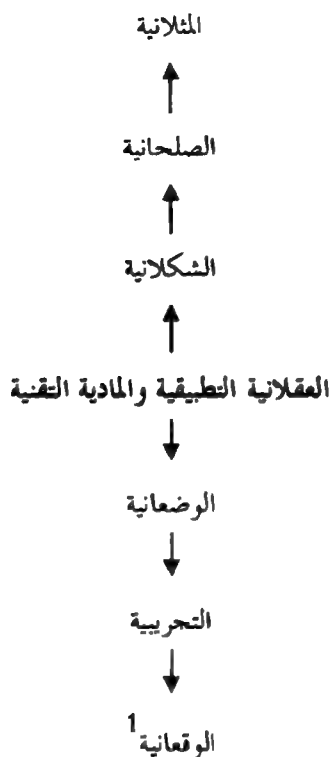 المثلانية
الصلحانية
الشكلانية
العقلانية التطبيقية والمادية التقنية
الوضعانية
التجريبية
الوقعانية1